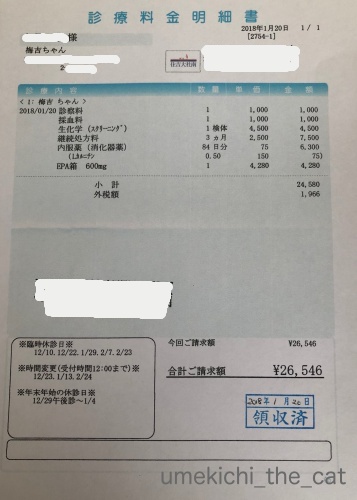 診療料金明細書
様
2018年1月20日 1/1
[2754-1]
梅吉ちゃん
診療内容 数量 単価 金額
<1: 梅吉 ちゃん>
2018/01/20 診察料 1 1,000 1,000
採血料 1 1,000 1,000
生化学 (スクリーニング) 1 検体 4,500 4,500
継続処方料 3 ヵ月 2,500 7,500
内服薬 (消化器薬) 84 日分 75 6,300
0.50 150 75)
EPA箱 600mg 1 4,280 4,280
小 計 24,580
外税額 1,966
※臨時休診日※
12/10. 12/22. 1/29. 2/7. 2/23
※時間変更(受付時間12:00まで)※
12/23. 1/13. 2/24
※年末年始の休診日※
12/29午後診~1/4
今回ご請求額 ¥26,546
合計ご請求額 ¥26,546
2018年1月20日
領収済
umekichi_the_cat